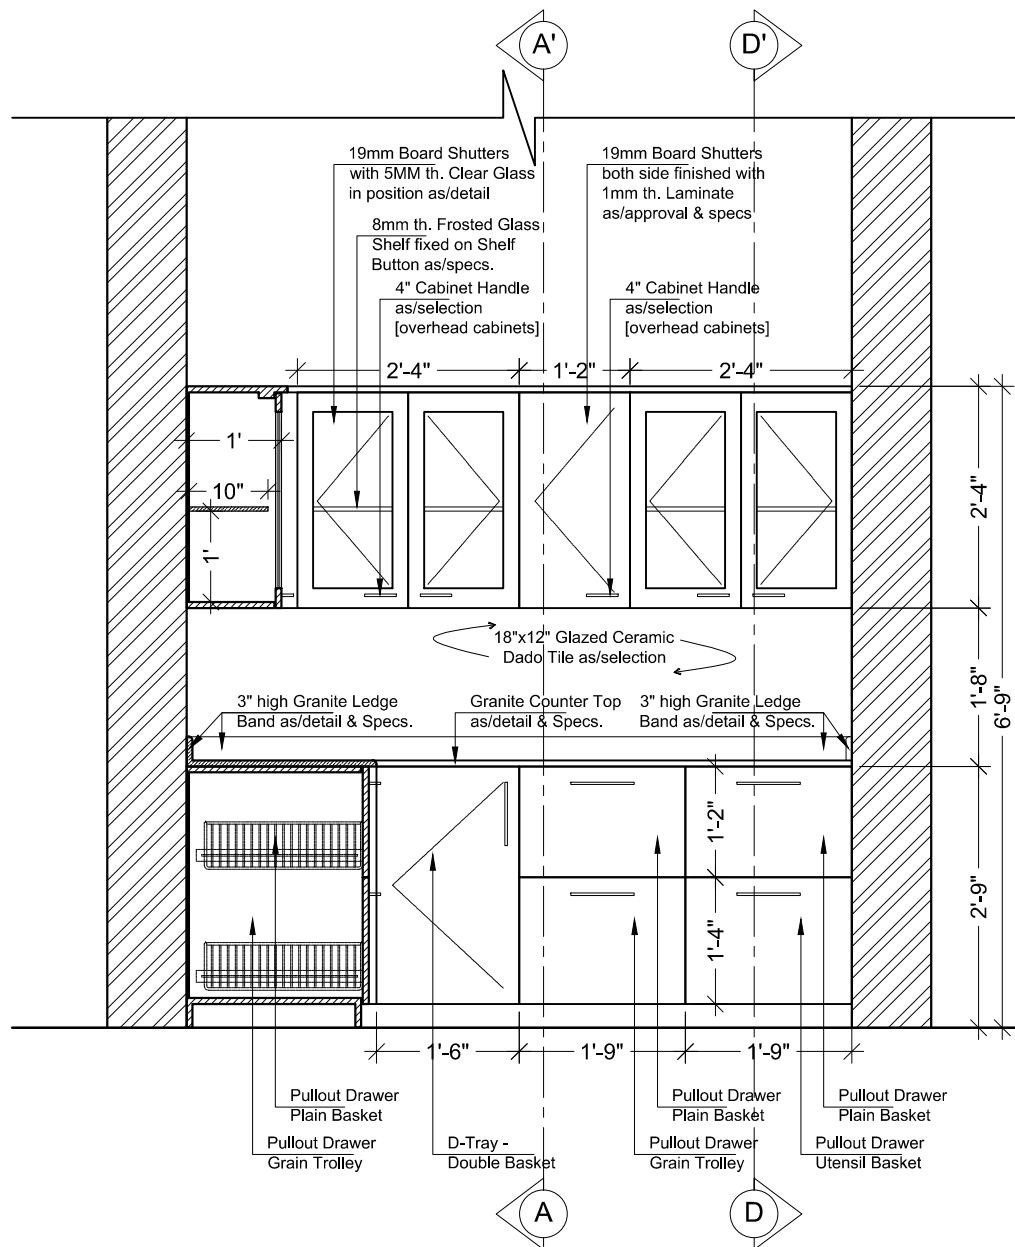 A'
D'
19mm Board Shutters
with 5MM th. Clear Glass
in position as/detail
19mm Board Shutters
both side finished with
1mm th. Laminate
as/approval & specs
8mm th. Frosted Glass
Shelf fixed on Shelf
Button as/specs.
4" Cabinet Handle
as/selection
[overhead cabinets]
4" Cabinet Handle
as/selection
[overhead cabinets]
2'-4"
1'-2"
2'-4"
1'
10"
1'
2'-4"
18"x12" Glazed Ceramic
Dado Tile as/selection
1'-8"
6'-9"
3" high Granite Ledge
Band as/detail & Specs.
Granite Counter Top
as/detail & Specs.
3" high Granite Ledge
Band as/detail & Specs.
1'-2"
1'-4"
2'-9"
1'-6"
1'-9"
1'-9"
Pullout Drawer
Plain Basket
Pullout Drawer
Plain Basket
Pullout Drawer
Plain Basket
Pullout Drawer
Grain Trolley
D-Tray -
Double Basket
Pullout Drawer
Grain Trolley
Pullout Drawer
Utensil Basket
A
D